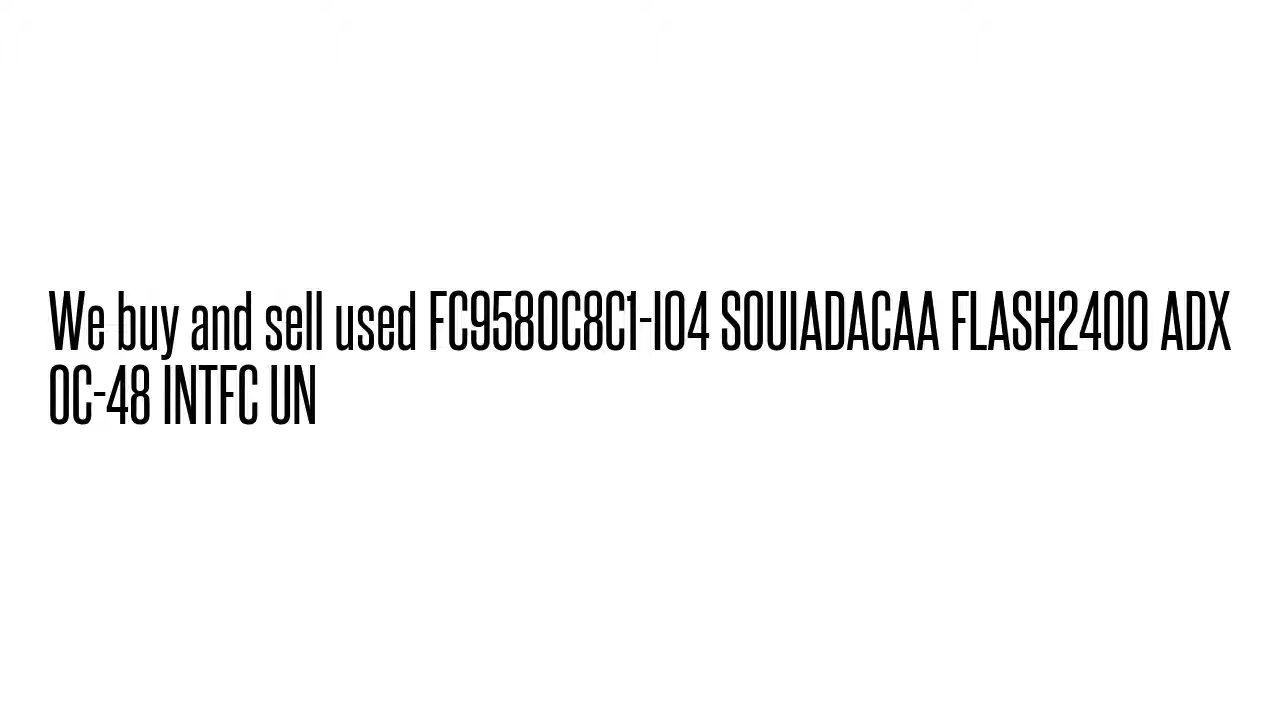 We buy and sell used FC9580C8C1-I04 SOUIADACAA FLASH2400 ADX
OC-48 INTFC UN